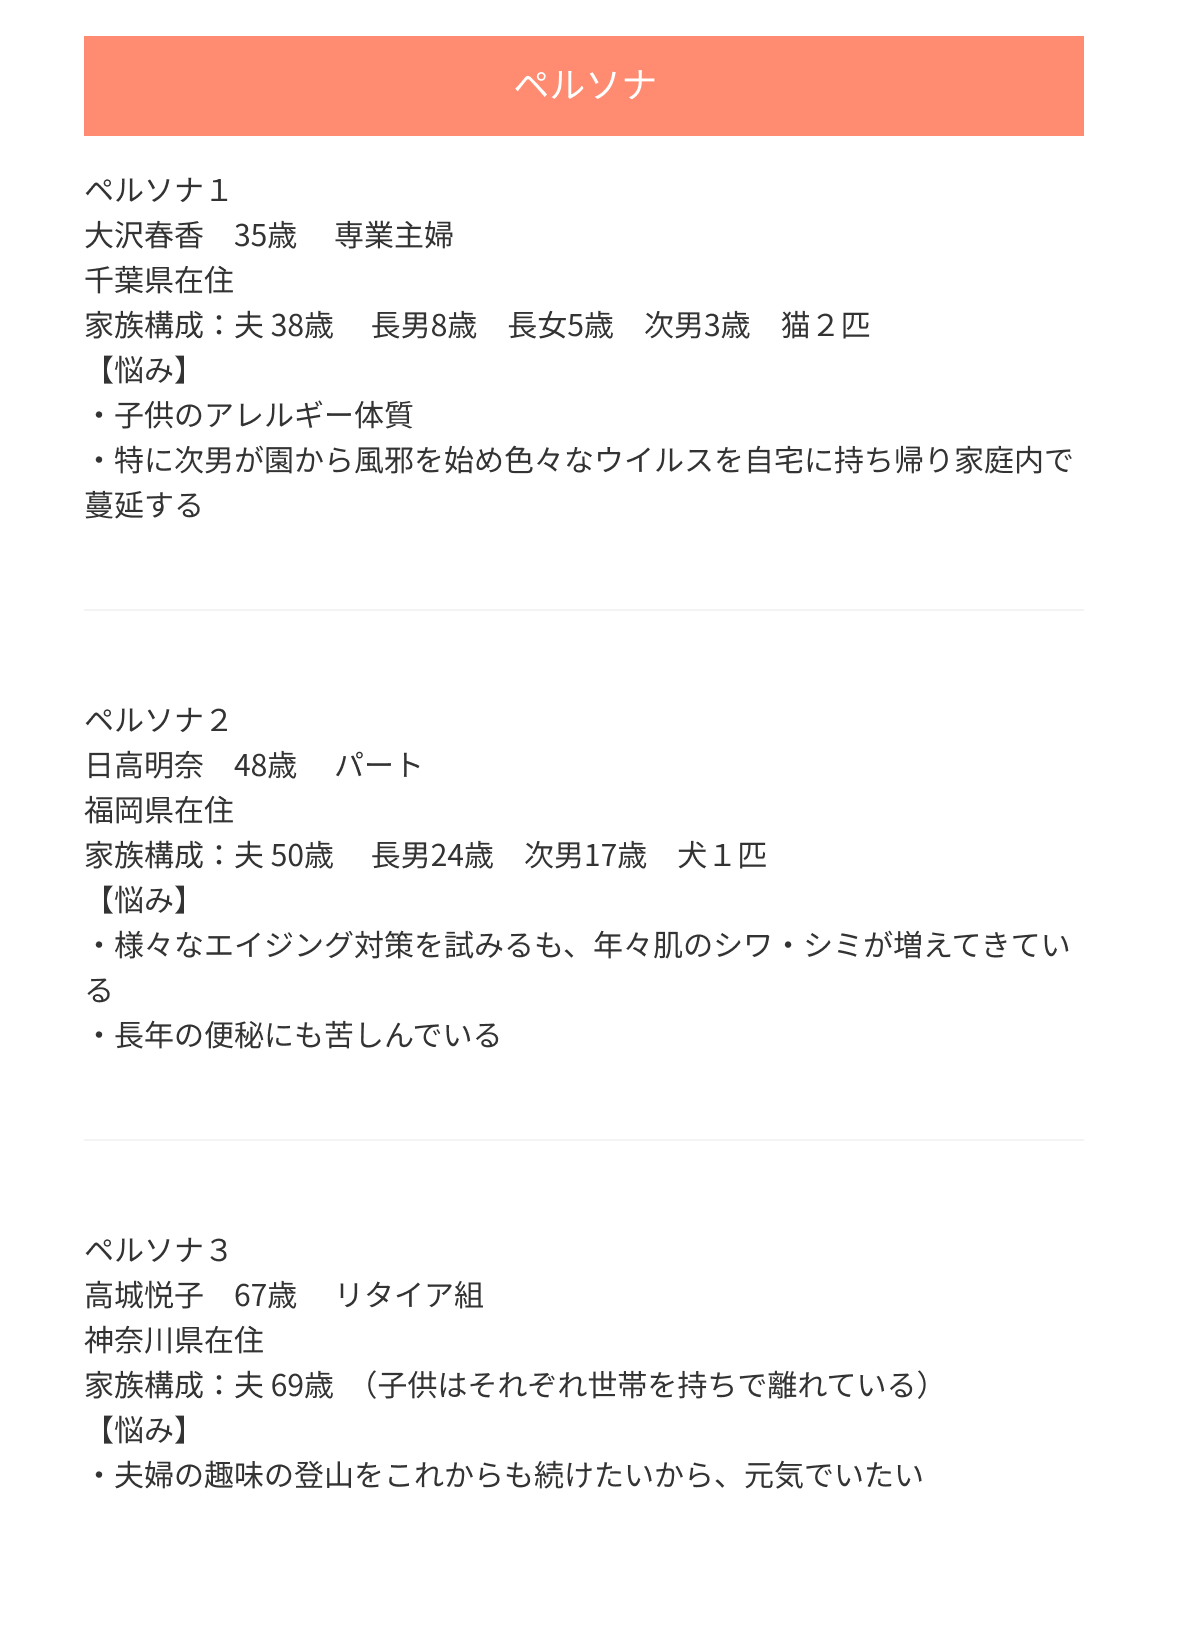 ペルソナ
ペルソナ１
大沢春香　35歳　 専業主婦
千葉県在住
家族構成：夫 38歳　 長男8歳　長女5歳　次男3歳　猫２匹
【悩み】
・子供のアレルギー体質
・特に次男が園から風邪を始め色々なウイルスを自宅に持ち帰り家庭内で
蔓延する
ペルソナ２
日高明奈　48歳　 パート
福岡県在住
家族構成：夫 50歳　 長男24歳　次男17歳　犬１匹
【悩み】
・様々なエイジング対策を試みるも、年々肌のシワ・シミが増えてきてい
る
・長年の便秘にも苦しんでいる
ペルソナ３
高城悦子　67歳　 リタイア組
神奈川県在住
家族構成：夫 69歳　（子供はそれぞれ世帯を持ちで離れている）
【悩み】
・夫婦の趣味の登山をこれからも続けたいから、元気でいたい